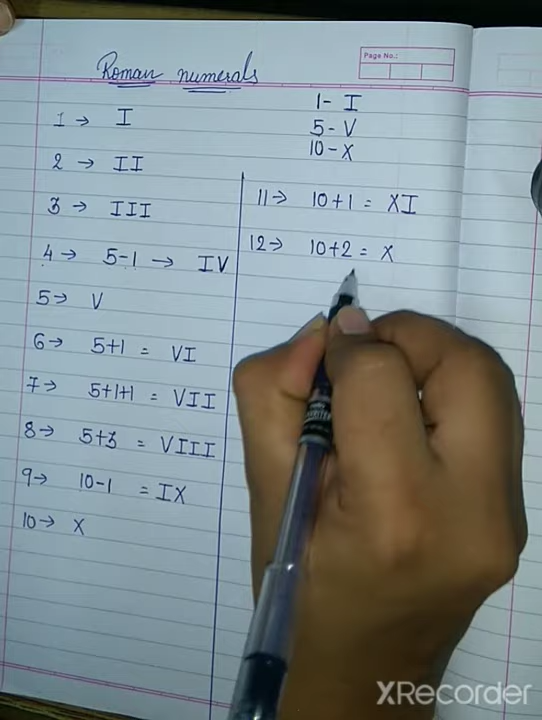 Page No.:
Roman numerals
1 - I
5 - V
10 - X
1 → I
2 → II
3 → III
4 → 5-1 → IV
5 → V
6 → 5+1 = VI
7 → 5+1+1 = VII
8 → 5+3 = VIII
9 → 10-1 = IX
10 → X
11 → 10+1 = XI
12 → 10+2 = X
XRecorder